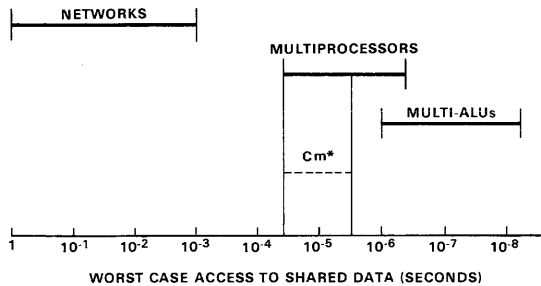 NETWORKS
MULTIPROCESSORS
MULTI-ALUs
Cm*
1 10⁻¹ 10⁻² 10⁻³ 10⁻⁴ 10⁻⁵ 10⁻⁶ 10⁻⁷ 10⁻⁸
WORST CASE ACCESS TO SHARED DATA (SECONDS)